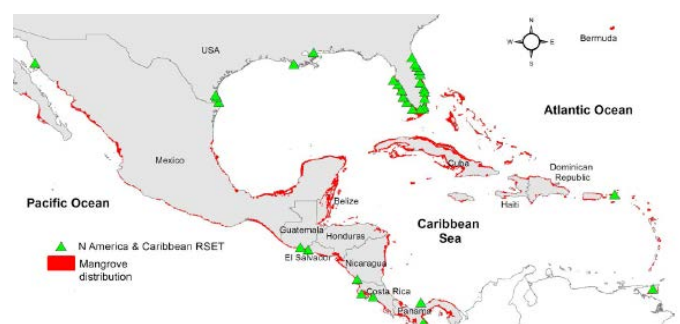 N
W E
S
USA
Bermuda
Atlantic Ocean
Mexico
Cuba
Dominican
Republic
Haiti
Pacific Ocean
Belize
Caribbean
Sea
Guatemala
Honduras
N America & Caribbean RSET
El Salvador
Nicaragua
Mangrove
distribution
Costa Rica
Panama